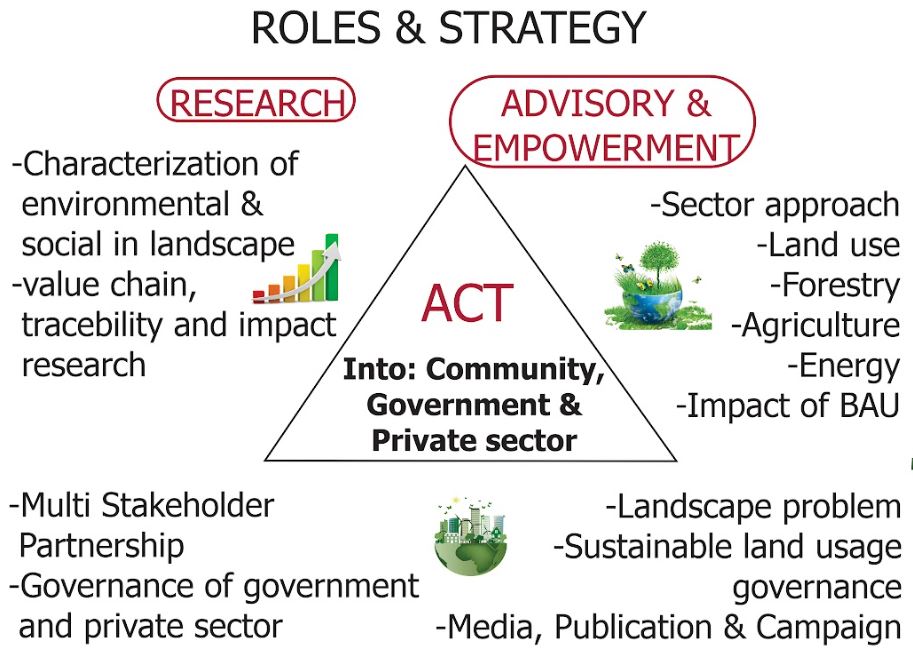 ROLES & STRATEGY
RESEARCH
-Characterization of
environmental &
social in landscape
-value chain,
tracebility and impact
research
ADVISORY &
EMPOWERMENT
-Sector approach
-Land use
-Forestry
-Agriculture
-Energy
-Impact of BAU
ACT
Into: Community,
Government &
Private sector
-Multi Stakeholder
Partnership
-Governance of government
and private sector
-Landscape problem
-Sustainable land usage
governance
-Media, Publication & Campaign